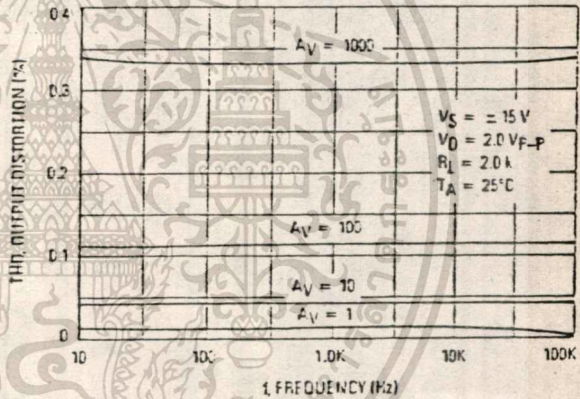 0.4
0.3
0.2
0.1
0
THD, OUTPUT DISTORTION (%)
AV = 1000
VS = ±15 V
VO = 2.0 VP-P
RL = 2.0 k
TA = 25°C
AV = 100
AV = 10
AV = 1
10
100
1.0K
10K
100K
f, FREQUENCY (Hz)